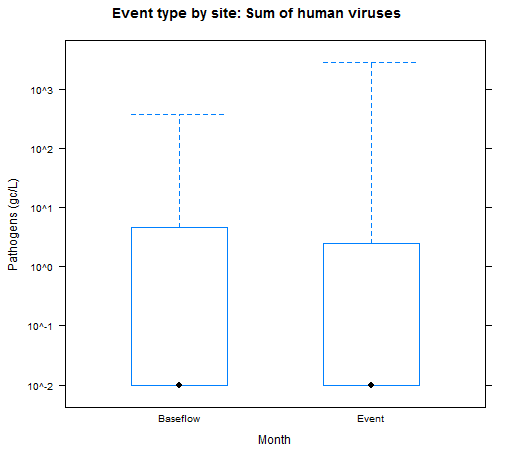 Event type by site: Sum of human viruses
Pathogens (gc/L)
10^3
10^2
10^1
10^0
10^-1
10^-2
Baseflow Event
Month